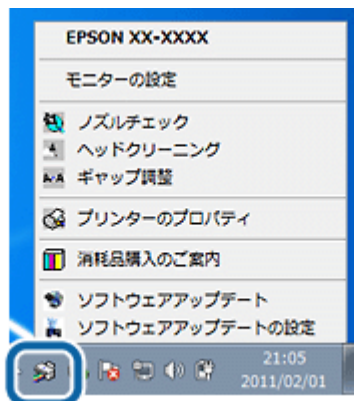 EPSON XX-XXXX
モニターの設定
ノズルチェック
ヘッドクリーニング
ギャップ調整
プリンターのプロパティ
消耗品購入のご案内
ソフトウェアアップデート
ソフトウェアアップデートの設定
21:05
2011/02/01